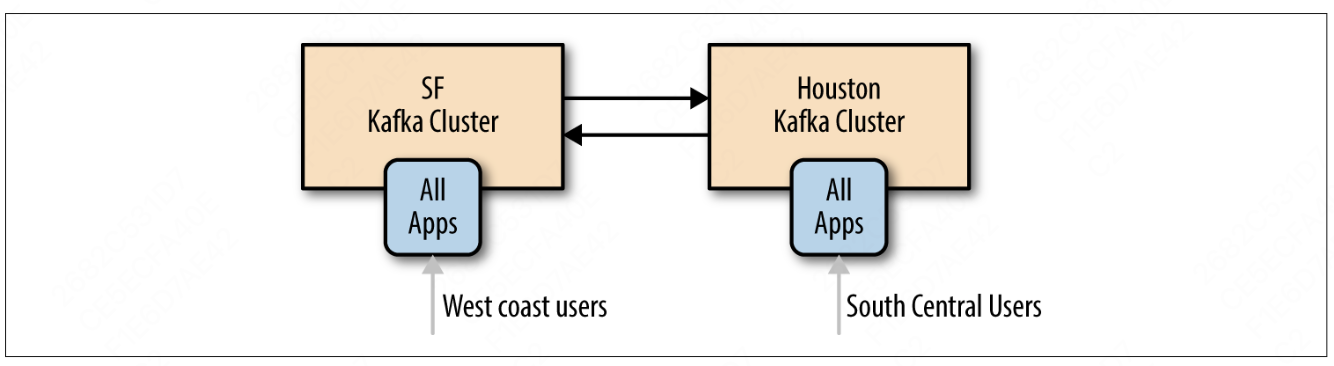 SF
Kafka Cluster
Houston
Kafka Cluster
All
Apps
All
Apps
West coast users
South Central Users